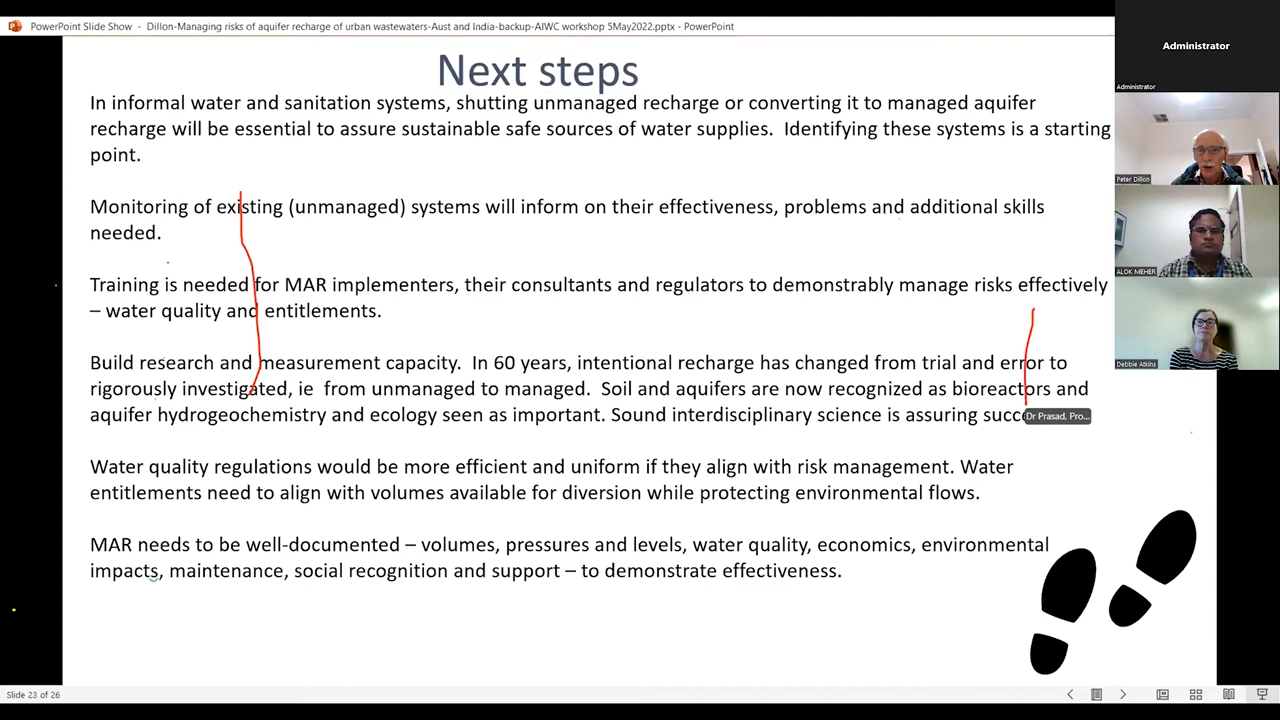 PowerPoint Slide Show - Dillon-Managing risks of aquifer recharge of urban wastewaters-Aust and India-backup-AIWC workshop 5May2022.pptx - PowerPoint
Next steps
In informal water and sanitation systems, shutting unmanaged recharge or converting it to managed aquifer
recharge will be essential to assure sustainable safe sources of water supplies. Identifying these systems is a starting
point.
Monitoring of existing (unmanaged) systems will inform on their effectiveness, problems and additional skills
needed.
Training is needed for MAR implementers, their consultants and regulators to demonstrably manage risks effectively
– water quality and entitlements.
Build research and measurement capacity. In 60 years, intentional recharge has changed from trial and error to
rigorously investigated, ie from unmanaged to managed. Soil and aquifers are now recognized as bioreactors and
aquifer hydrogeochemistry and ecology seen as important. Sound interdisciplinary science is assuring succ
Dr Prasad, Pro...
Water quality regulations would be more efficient and uniform if they align with risk management. Water
entitlements need to align with volumes available for diversion while protecting environmental flows.
MAR needs to be well-documented – volumes, pressures and levels, water quality, economics, environmental
impacts, maintenance, social recognition and support – to demonstrate effectiveness.
Slide 23 of 26
Administrator
Administrator
Peter Dillon
ALOK MEHER
Debbie Atkins